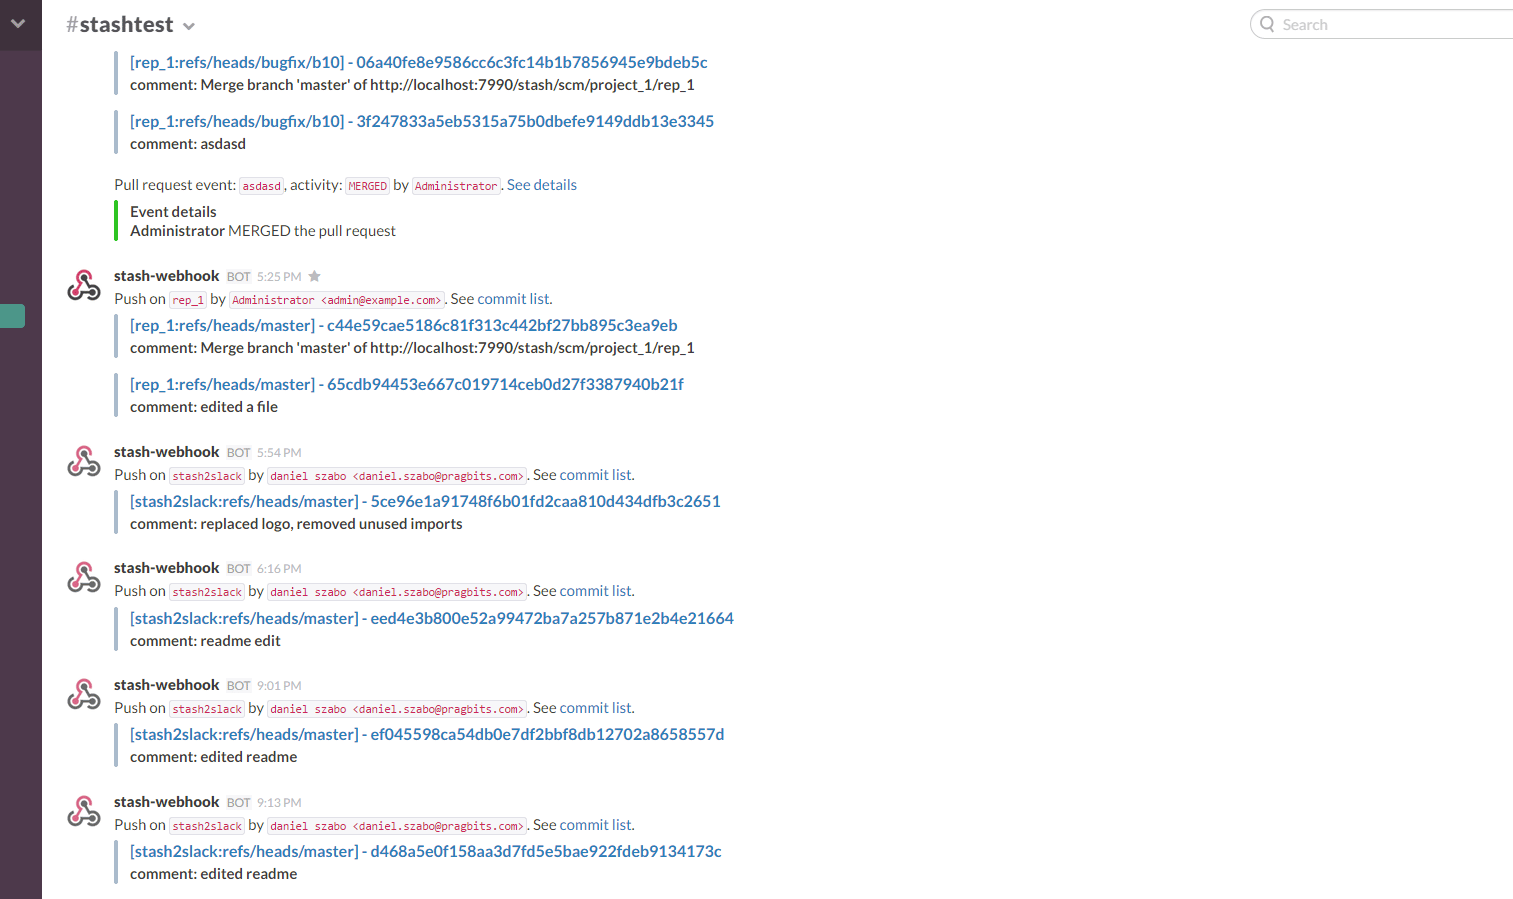 #stashtest
Search
[rep_1:refs/heads/bugfix/b10] - 06a40fe8e9586cc6c3fc14b1b7856945e9bdeb5c
comment: Merge branch 'master' of http://localhost:7990/stash/scm/project_1/rep_1
[rep_1:refs/heads/bugfix/b10] - 3f247833a5eb5315a75b0dbefe9149ddb13e3345
comment: asdasd
Pull request event: asdasd, activity: MERGED by Administrator. See details
Event details
Administrator MERGED the pull request
stash-webhook BOT 5:25 PM
Push on rep_1 by Administrator <admin@example.com>. See commit list.
[rep_1:refs/heads/master] - c44e59cae5186c81f313c442bf27bb895c3ea9eb
comment: Merge branch 'master' of http://localhost:7990/stash/scm/project_1/rep_1
[rep_1:refs/heads/master] - 65cdb94453e667c019714ceb0d27f3387940b21f
comment: edited a file
stash-webhook BOT 5:54 PM
Push on stash2slack by daniel szabo <daniel.szabo@pragbits.com>. See commit list.
[stash2slack:refs/heads/master] - 5ce96e1a91748f6b01fd2caa810d434dfb3c2651
comment: replaced logo, removed unused imports
stash-webhook BOT 6:16 PM
Push on stash2slack by daniel szabo <daniel.szabo@pragbits.com>. See commit list.
[stash2slack:refs/heads/master] - eed4e3b800e52a99472ba7a257b871e2b4e21664
comment: readme edit
stash-webhook BOT 9:01 PM
Push on stash2slack by daniel szabo <daniel.szabo@pragbits.com>. See commit list.
[stash2slack:refs/heads/master] - ef045598ca54db0e7df2bbf8db12702a8658557d
comment: edited readme
stash-webhook BOT 9:13 PM
Push on stash2slack by daniel szabo <daniel.szabo@pragbits.com>. See commit list.
[stash2slack:refs/heads/master] - d468a5e0f158aa3d7fd5e5bae922fdeb9134173c
comment: edited readme